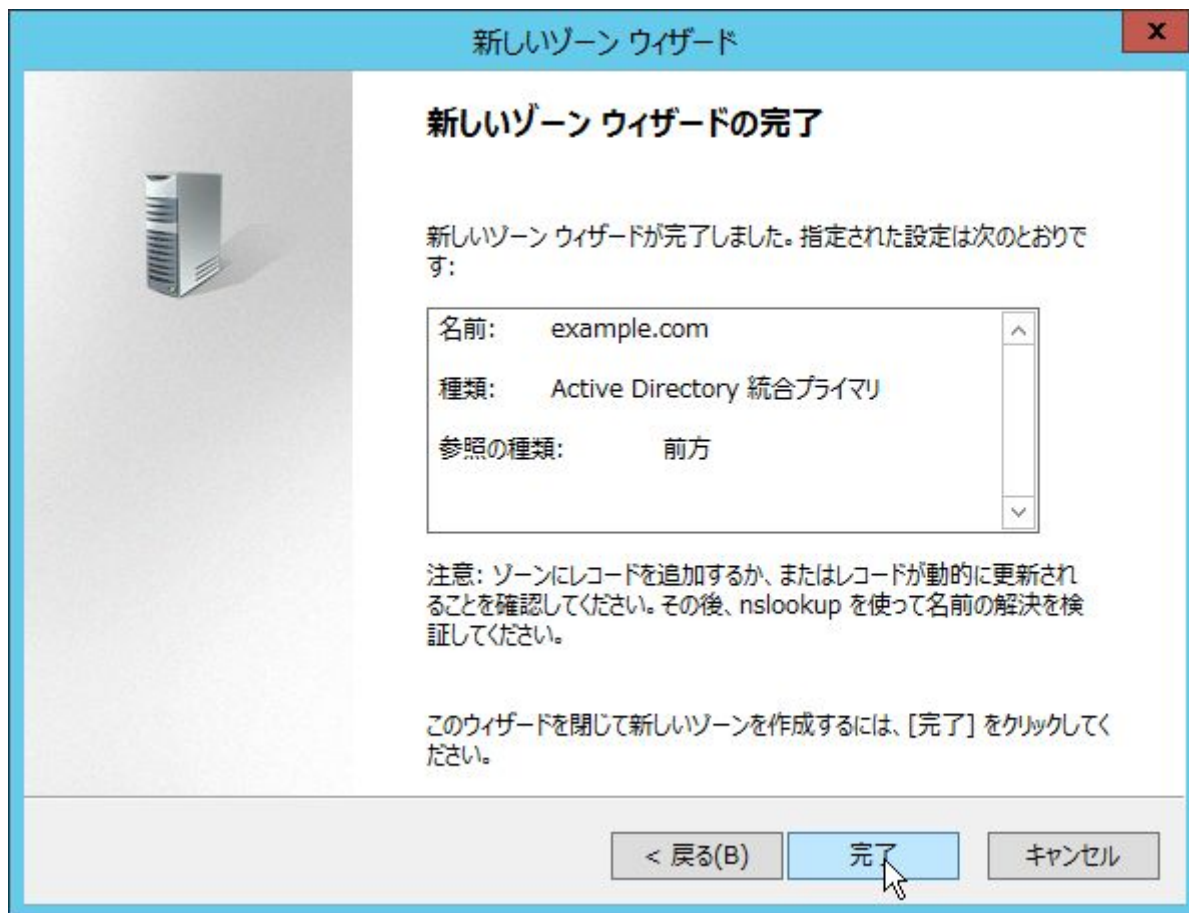 新しいゾーン ウィザード
x
新しいゾーン ウィザードの完了
新しいゾーン ウィザードが完了しました。指定された設定は次のとおりで
す:
名前: example.com
種類: Active Directory 統合プライマリ
参照の種類: 前方
注意: ゾーンにレコードを追加するか、またはレコードが動的に更新され
ることを確認してください。その後、nslookup を使って名前の解決を検
証してください。
このウィザードを閉じて新しいゾーンを作成するには、[完了] をクリックしてく
ださい。
< 戻る(B) 完了 キャンセル